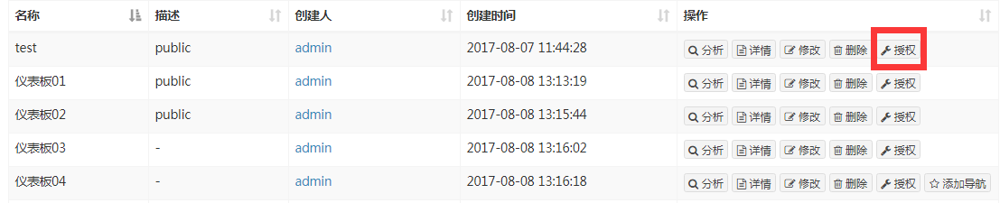 名称 描述 创建人 创建时间 操作
test public admin 2017-08-07 11:44:28 分析 详情 修改 删除 授权
仪表板01 public admin 2017-08-08 13:13:19 分析 详情 修改 删除 授权
仪表板02 public admin 2017-08-08 13:15:44 分析 详情 修改 删除 授权
仪表板03 - admin 2017-08-08 13:16:02 分析 详情 修改 删除 授权
仪表板04 - admin 2017-08-08 13:16:18 分析 详情 修改 删除 授权 添加导航